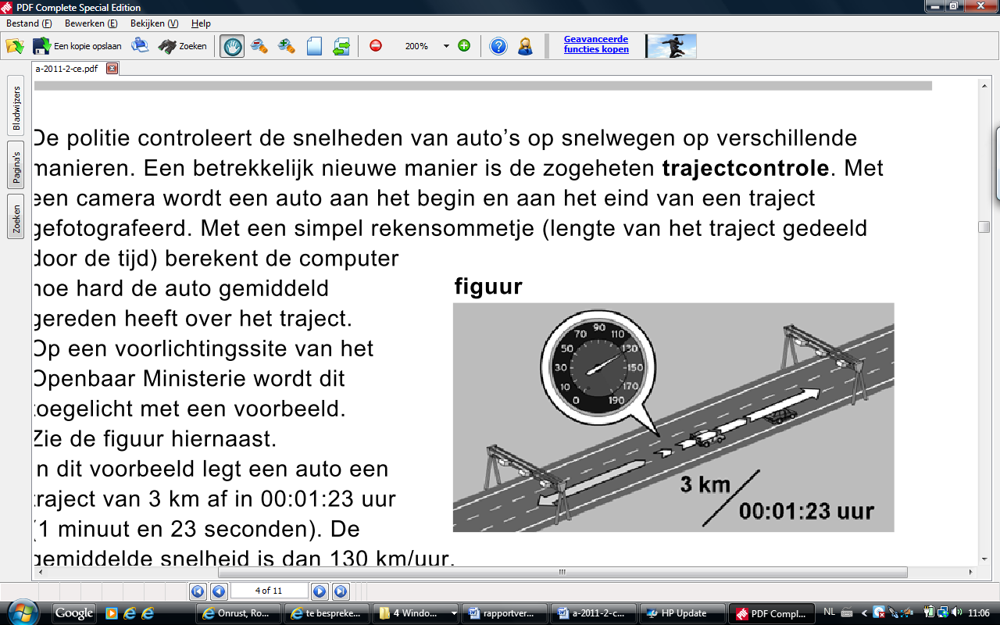 PDF Complete Special Edition
Bestand (F) Bewerken (E) Bekijken (V) Help
Een kopie opslaan Zoeken 200% Geavanceerde
functies kopen
a-2011-2-ce.pdf
Bladwijzers
Pagina's
Zoeken
De politie controleert de snelheden van auto's op snelwegen op verschillende
manieren. Een betrekkelijk nieuwe manier is de zogeheten trajectcontrole. Met
een camera wordt een auto aan het begin en aan het eind van een traject
gefotografeerd. Met een simpel rekensommetje (lengte van het traject gedeeld
door de tijd) berekent de computer
hoe hard de auto gemiddeld
gereden heeft over het traject.
Op een voorlichtingssite van het
Openbaar Ministerie wordt dit
toegelicht met een voorbeeld.
Zie de figuur hiernaast.
In dit voorbeeld legt een auto een
traject van 3 km af in 00:01:23 uur
(1 minuut en 23 seconden). De
gemiddelde snelheid is dan 130 km/uur.
figuur
0 10 30 50 70 90 110 130 150 170 190
3 km
00:01:23 uur
4 of 11
Google Onrust, Ro... te bespreke... 4 Windo... rapportver... a-2011-2-c... HP Update PDF Compl... NL 11:06